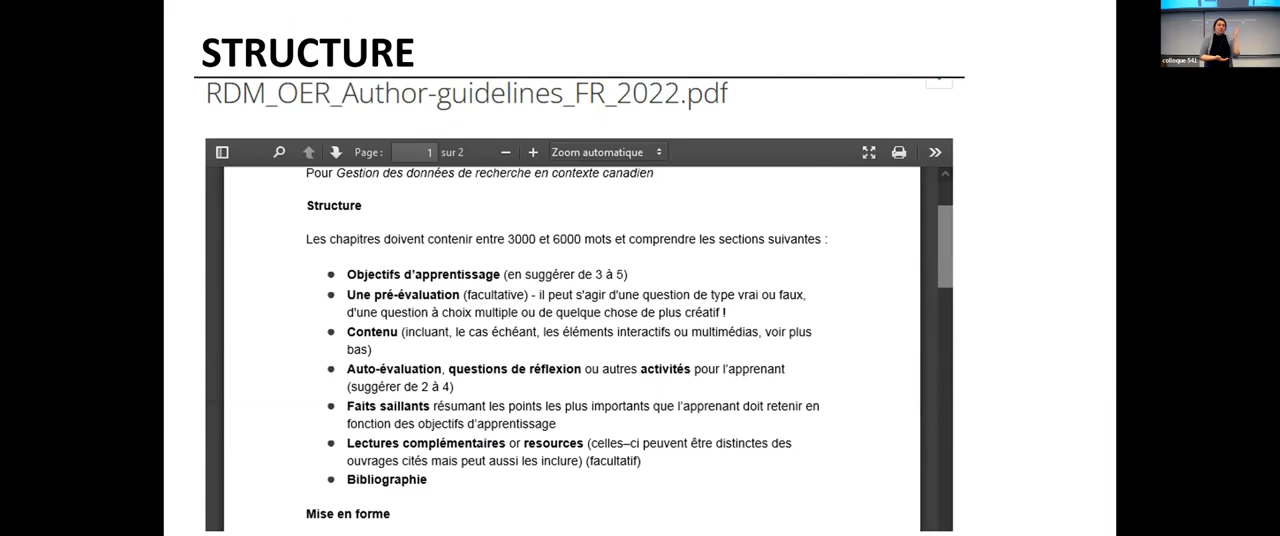 STRUCTURE
RDM_OER_Author-guidelines_FR_2022.pdf
Page : 1 sur 2 Zoom automatique
Pour Gestion des données de recherche en contexte canadien
Structure
Les chapitres doivent contenir entre 3000 et 6000 mots et comprendre les sections suivantes :
Objectifs d'apprentissage (en suggérer de 3 à 5)
Une pré-évaluation (facultative) - il peut s'agir d'une question de type vrai ou faux,
d'une question à choix multiple ou de quelque chose de plus créatif !
Contenu (incluant, le cas échéant, les éléments interactifs ou multimédias, voir plus
bas)
Auto-évaluation, questions de réflexion ou autres activités pour l'apprenant
(suggérer de 2 à 4)
Faits saillants résumant les points les plus importants que l'apprenant doit retenir en
fonction des objectifs d'apprentissage
Lectures complémentaires or resources (celles–ci peuvent être distinctes des
ouvrages cités mais peut aussi les inclure) (facultatif)
Bibliographie
Mise en forme
colloque 541